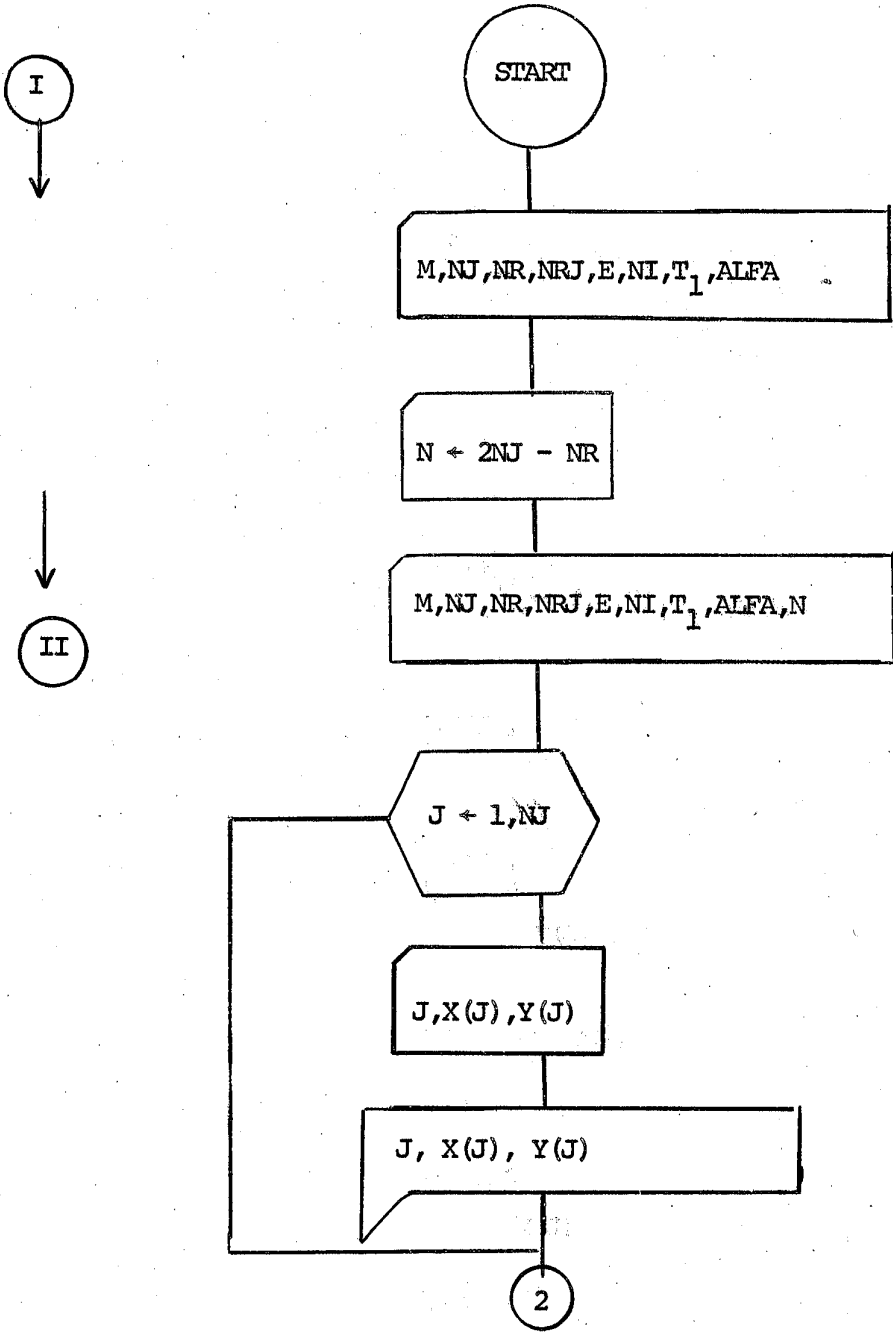 I
START
M,NJ,NR,NRJ,E,NI,T1,ALFA
N ← 2NJ - NR
M,NJ,NR,NRJ,E,NI,T1,ALFA,N
II
J ← 1,NJ
J,X(J),Y(J)
J, X(J), Y(J)
2